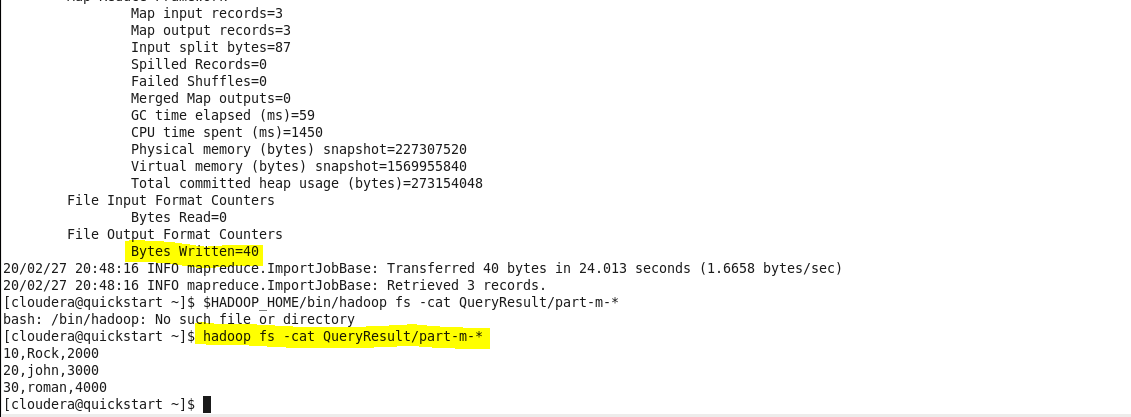 Map input records=3
Map output records=3
Input split bytes=87
Spilled Records=0
Failed Shuffles=0
Merged Map outputs=0
GC time elapsed (ms)=59
CPU time spent (ms)=1450
Physical memory (bytes) snapshot=227307520
Virtual memory (bytes) snapshot=1569955840
Total committed heap usage (bytes)=273154048
File Input Format Counters
Bytes Read=0
File Output Format Counters
Bytes Written=40
20/02/27 20:48:16 INFO mapreduce.ImportJobBase: Transferred 40 bytes in 24.013 seconds (1.6658 bytes/sec)
20/02/27 20:48:16 INFO mapreduce.ImportJobBase: Retrieved 3 records.
[cloudera@quickstart ~]$ $HADOOP_HOME/bin/hadoop fs -cat QueryResult/part-m-*
bash: /bin/hadoop: No such file or directory
[cloudera@quickstart ~]$ hadoop fs -cat QueryResult/part-m-*
10,Rock,2000
20,john,3000
30,roman,4000
[cloudera@quickstart ~]$